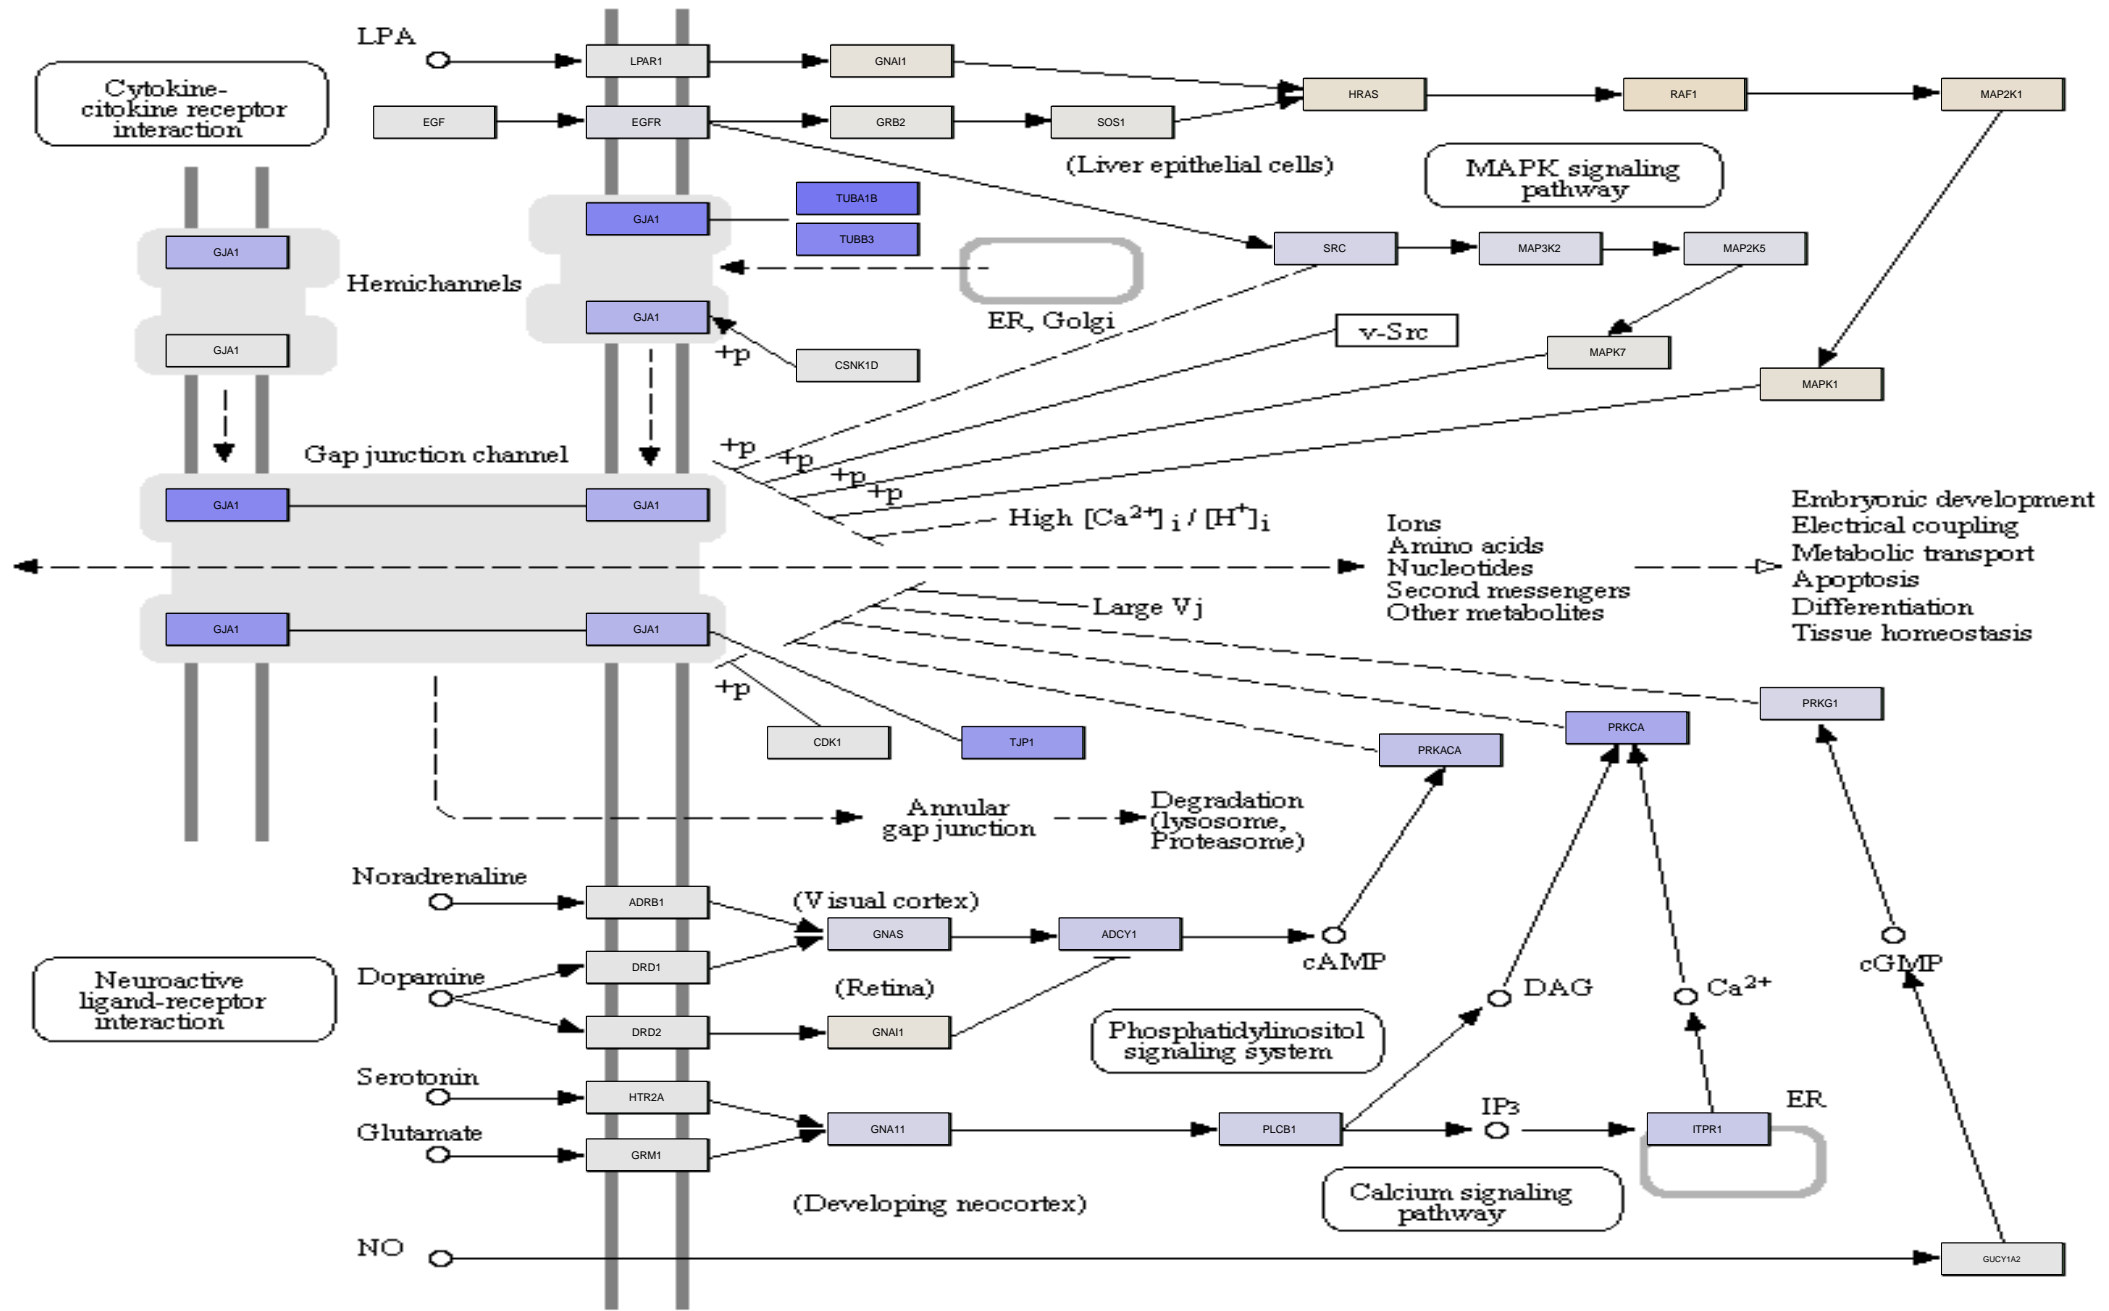 LPA
LPAR1
GNAI1
HRAS
RAF1
MAP2K1
Cytokine-
citokine receptor
interaction
EGF
EGFR
GRB2
SOS1
(Liver epithelial cells)
MAPK signaling
pathway
TUBA1B
GJA1
TUBB3
GJA1
SRC
MAP3K2
MAP2K5
Hemichannels
GJA1
ER, Golgi
v-Src
GJA1
+p
CSNK1D
MAPK7
MAPK1
Gap junction channel
+p
+p
+p
+p
GJA1
GJA1
High [Ca2+] i / [H+]i
Ions
Amino acids
Nucleotides
Second messengers
Other metabolites
Embryonic development
Electrical coupling
Metabolic transport
Apoptosis
Differentiation
Tissue homeostasis
Large Vj
GJA1
GJA1
+p
CDK1
TJP1
PRKACA
PRKCA
PRKG1
Annular
gap junction
Degradation
(lysosome,
Proteasome)
Noradrenaline
ADRB1
(Visual cortex)
GNAS
ADCY1
cAMP
cGMP
Neuroactive
ligand-receptor
interaction
Dopamine
DRD1
(Retina)
DAG
Ca2+
DRD2
GNAI1
Phosphatidylinositol
signaling system
Serotonin
HTR2A
Glutamate
GRM1
GNA11
PLCB1
IP3
ITPR1
ER
(Developing neocortex)
Calcium signaling
pathway
NO
GUCY1A2